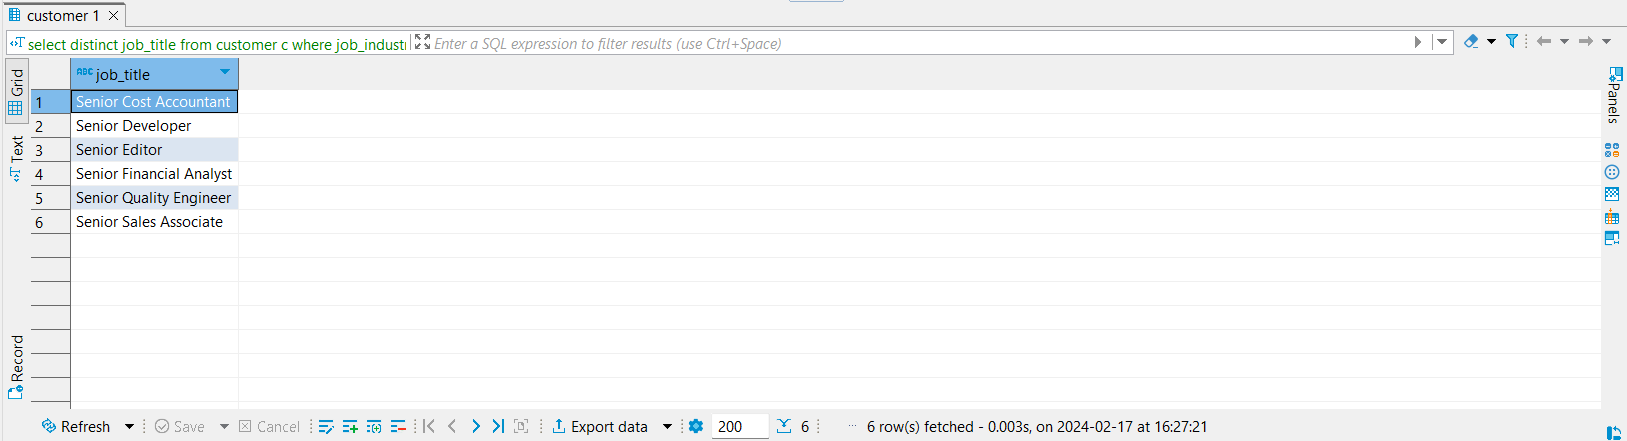 customer 1
select distinct job_title from customer c where job_industr
Enter a SQL expression to filter results (use Ctrl+Space)
Grid
Text
Record
ABC job_title
1 Senior Cost Accountant
2 Senior Developer
3 Senior Editor
4 Senior Financial Analyst
5 Senior Quality Engineer
6 Senior Sales Associate
Panels
Refresh Save Cancel Export data 200 6 ... 6 row(s) fetched - 0.003s, on 2024-02-17 at 16:27:21